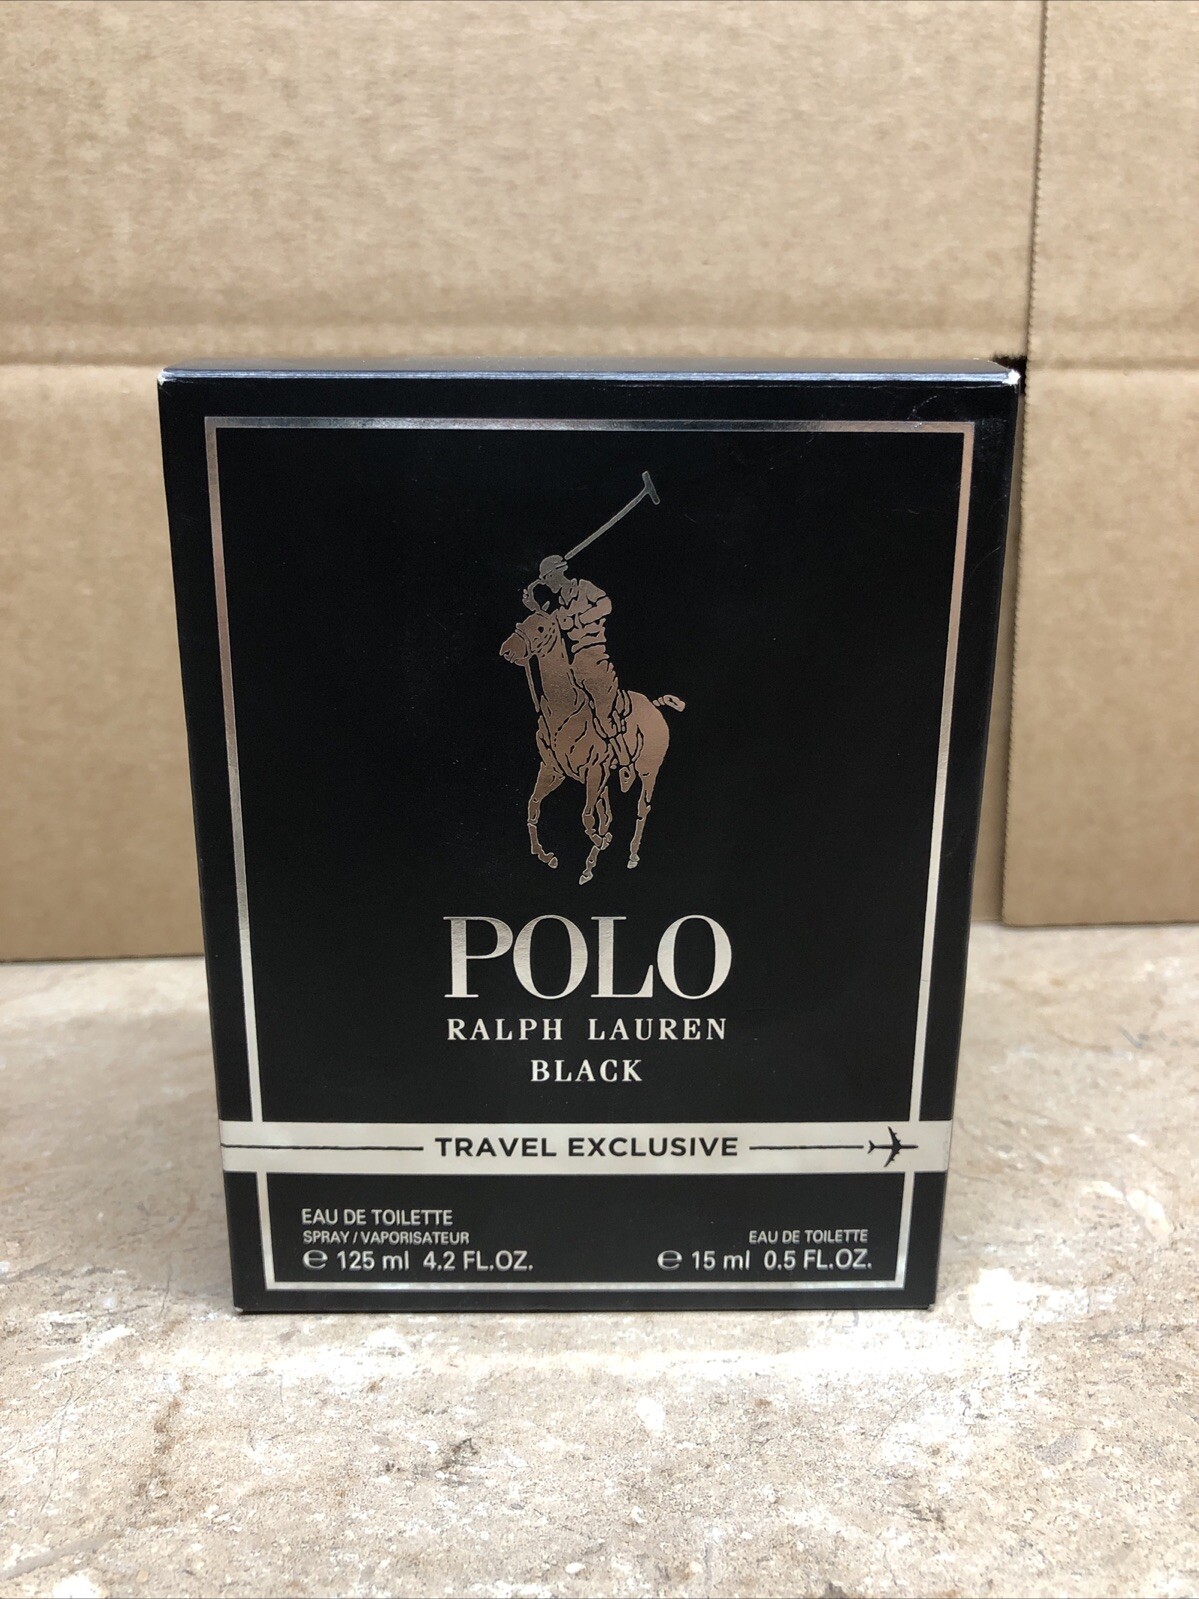 POLO
RALPH LAUREN
BLACK
TRAVEL EXCLUSIVE
EAU DE TOILETTE
SPRAY / VAPORISATEUR
℮ 125 ml 4.2 FL.OZ.
EAU DE TOILETTE
℮ 15 ml 0.5 FL.OZ.